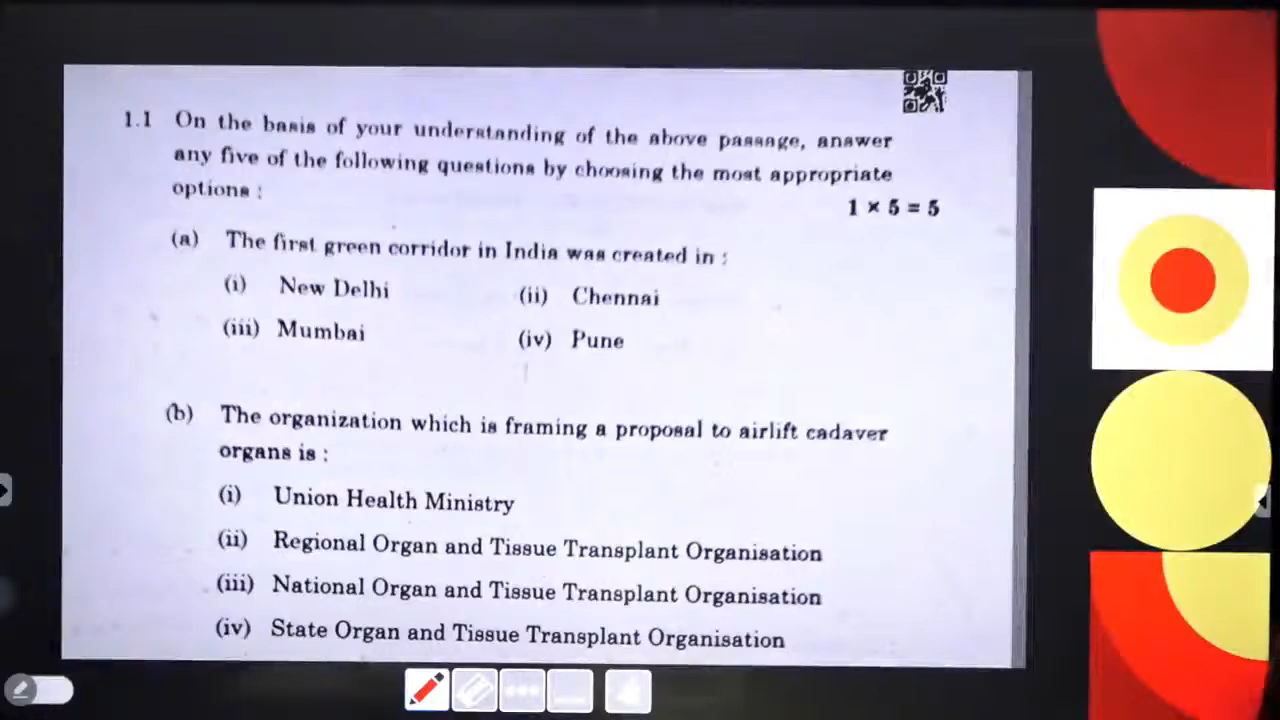 1.1 On the basis of your understanding of the above passage, answer
any five of the following questions by choosing the most appropriate
options :
1 × 5 = 5
(a) The first green corridor in India was created in :
(i) New Delhi (ii) Chennai
(iii) Mumbai (iv) Pune
(b) The organization which is framing a proposal to airlift cadaver
organs is :
(i) Union Health Ministry
(ii) Regional Organ and Tissue Transplant Organisation
(iii) National Organ and Tissue Transplant Organisation
(iv) State Organ and Tissue Transplant Organisation